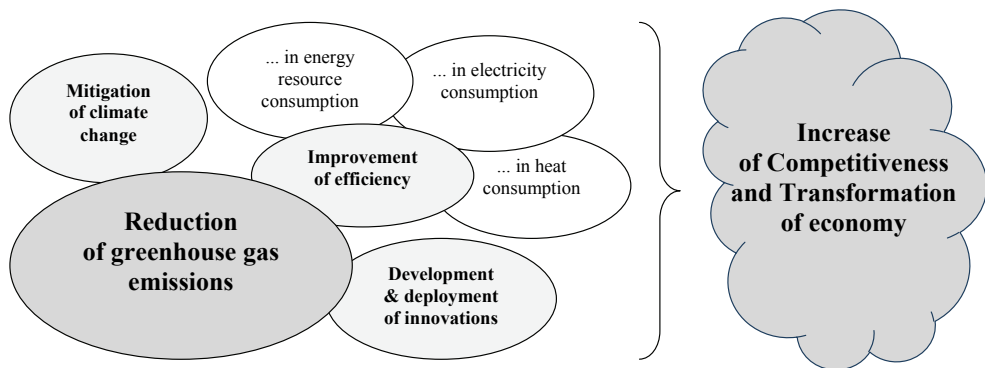 Mitigation
of climate
change
... in energy
resource
consumption
... in electricity
consumption
Improvement
of efficiency
... in heat
consumption
Reduction
of greenhouse gas
emissions
Development
& deployment
of innovations
Increase
of Competitiveness
and Transformation
of economy